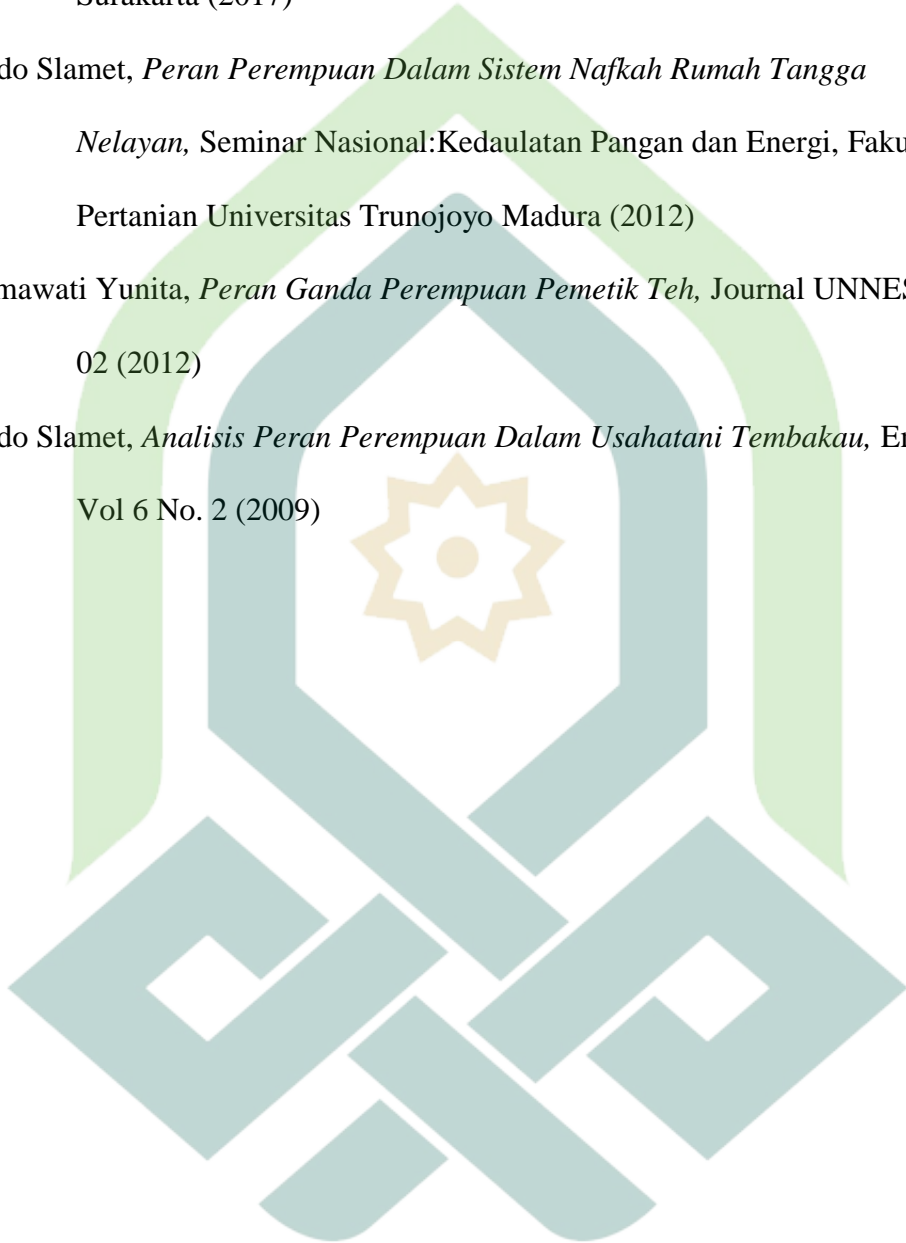 Surakarta (2017)
do Slamet, Peran Perempuan Dalam Sistem Nafkah Rumah Tangga
Nelayan, Seminar Nasional:Kedaulatan Pangan dan Energi, Faku
Pertanian Universitas Trunojoyo Madura (2012)
mawati Yunita, Peran Ganda Perempuan Pemetik Teh, Journal UNNES
02 (2012)
do Slamet, Analisis Peran Perempuan Dalam Usahatani Tembakau, En
Vol 6 No. 2 (2009)